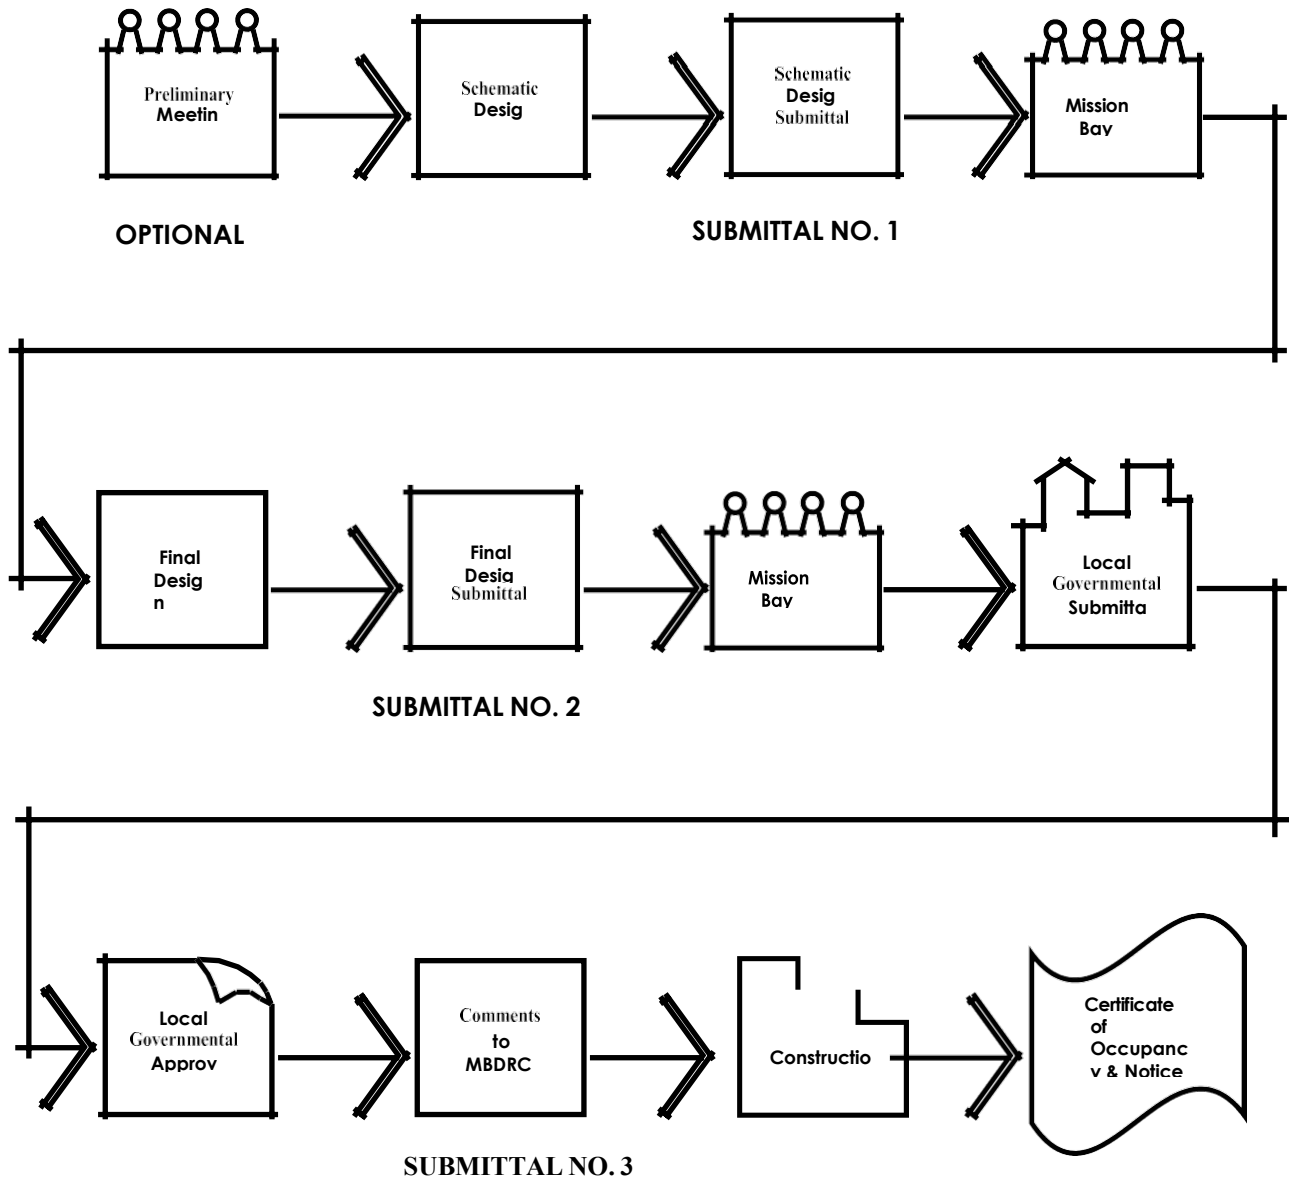 Preliminary
Meetin
Schematic
Desig
Schematic
Desig
Submittal
Mission
Bay
OPTIONAL
SUBMITTAL NO. 1
Final
Desig
n
Final
Desig
Submittal
Mission
Bay
Local
Governmental
Submitta
SUBMITTAL NO. 2
Local
Governmental
Approv
Comments
to
MBDRC
Constructio
Certificate
of
Occupanc
y & Notice
SUBMITTAL NO. 3